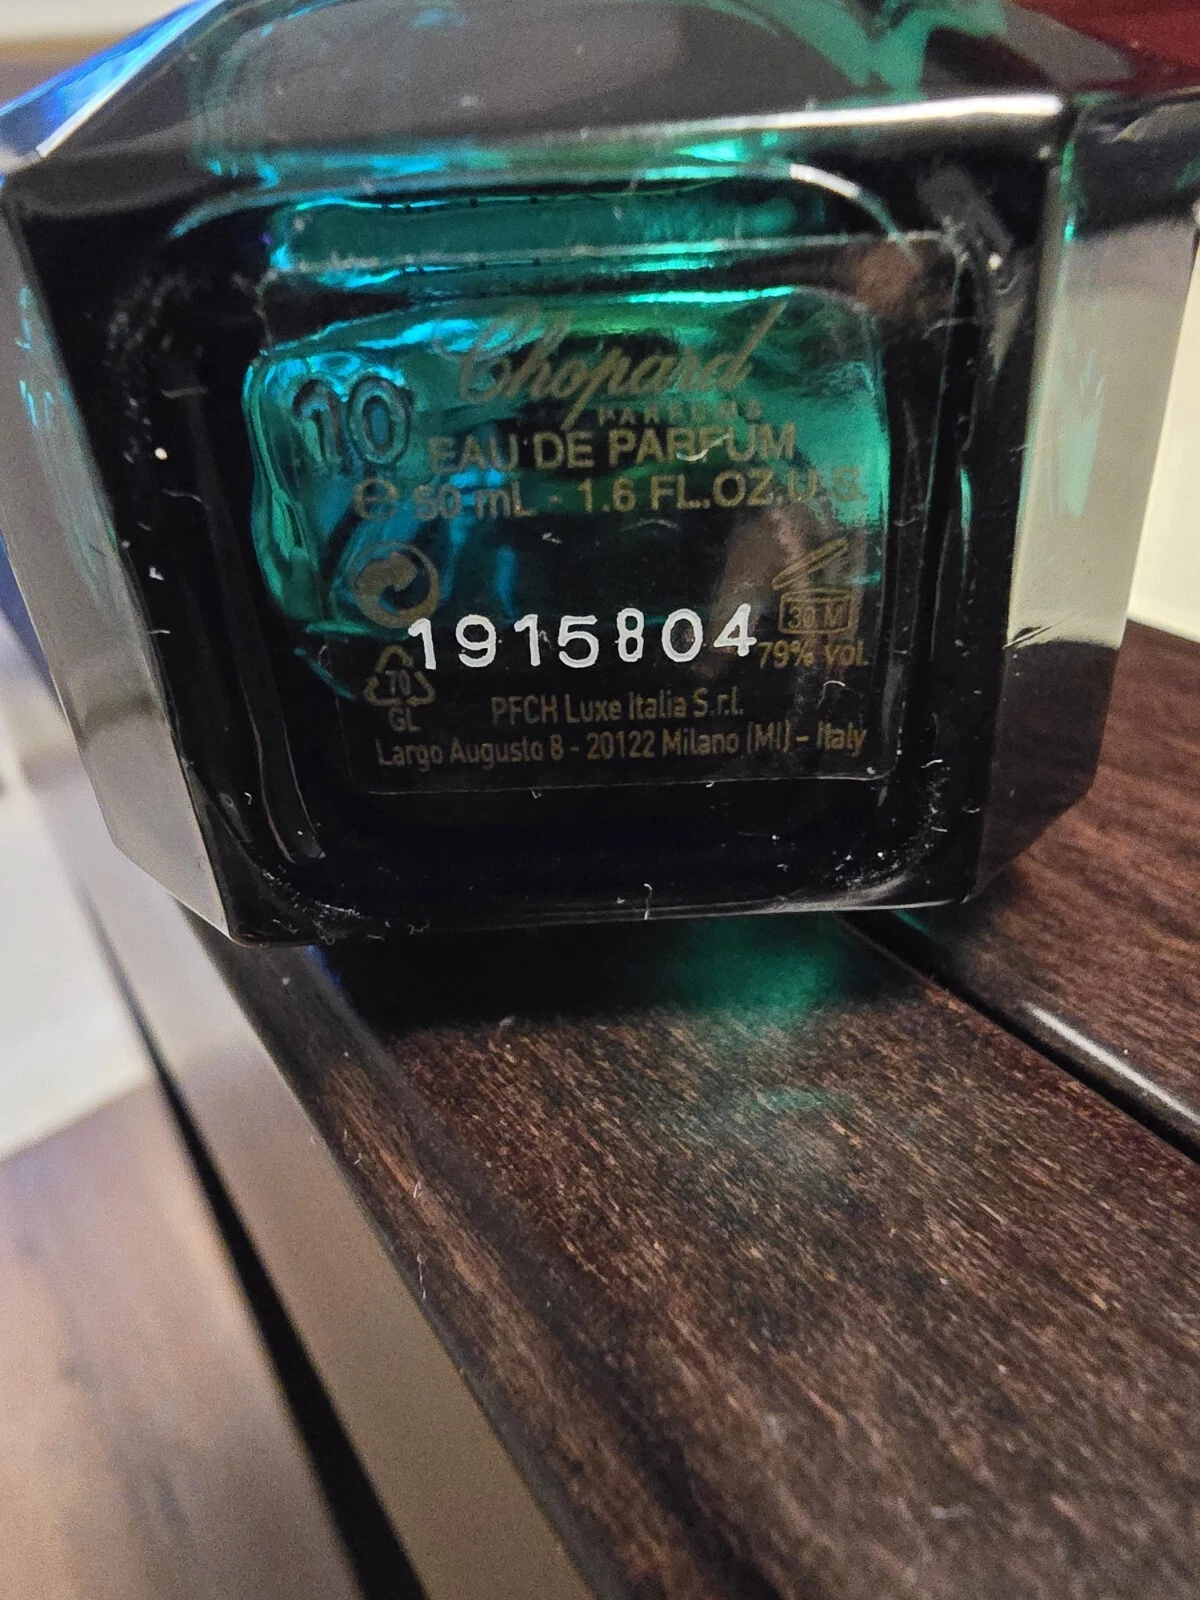 Chopard
PARFUMS
10
EAU DE PARFUM
℮ 50 mL - 1.6 FL.OZ.U.S.
30 M
1915804
79% vol.
70
GL
PFCH Luxe Italia S.r.l.
Largo Augusto 8 - 20122 Milano (MI) - Italy